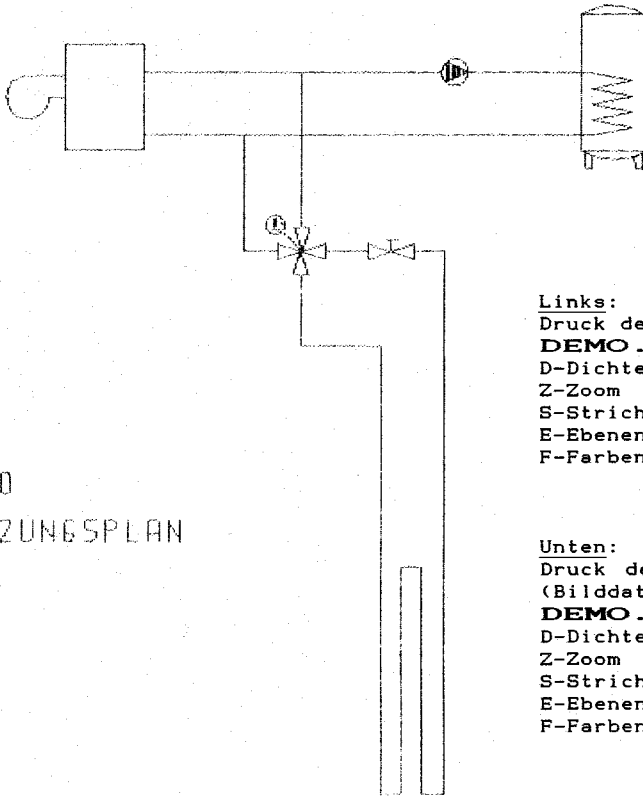 Links:
Druck de
DEMO.
D-Dichte
Z-Zoom
S-Strich
E-Ebenen
F-Farben
O
ZUNGSPLAN
Unten:
Druck de
(Bilddat
DEMO.
D-Dichte
Z-Zoom
S-Strich
E-Ebenen
F-Farben